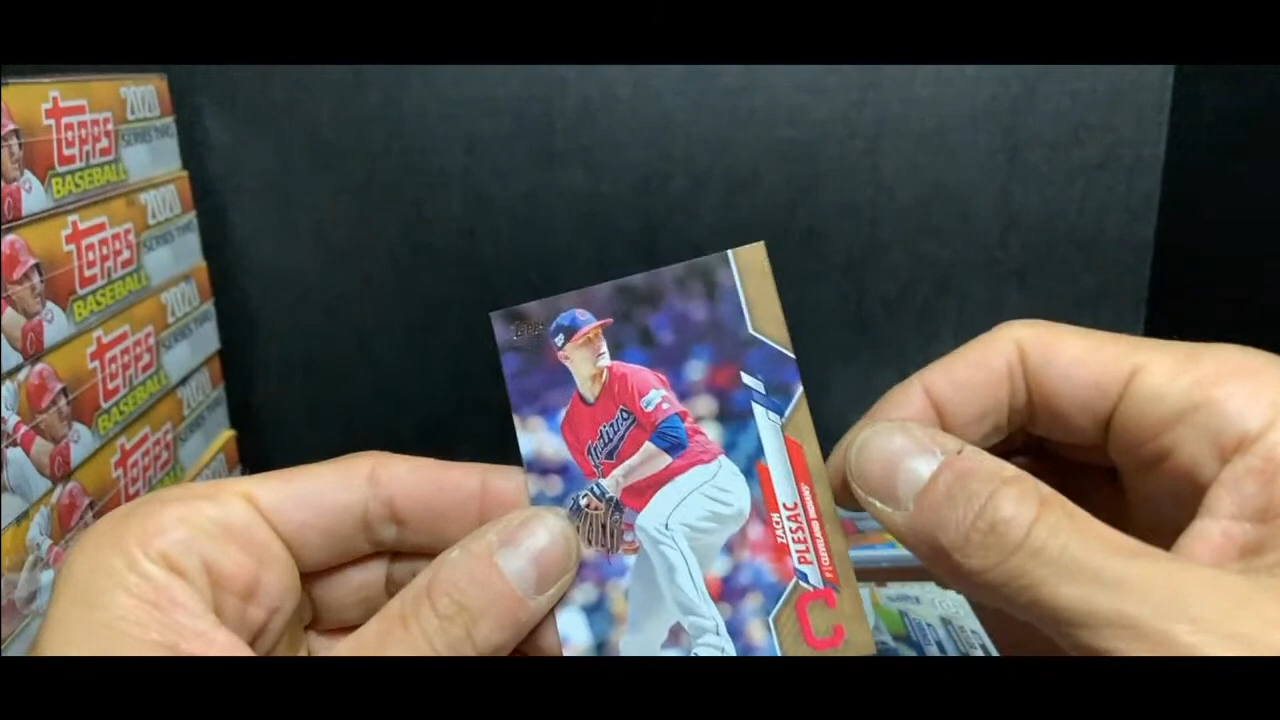 2020
Topps
SERIES TWO
BASEBALL
2020
Topps
SERIES TWO
BASEBALL
2020
Topps
SERIES TWO
BASEBALL
2020
Topps
Topps
Indians
ZACH
PLESAC
P | CLEVELAND INDIANS
C